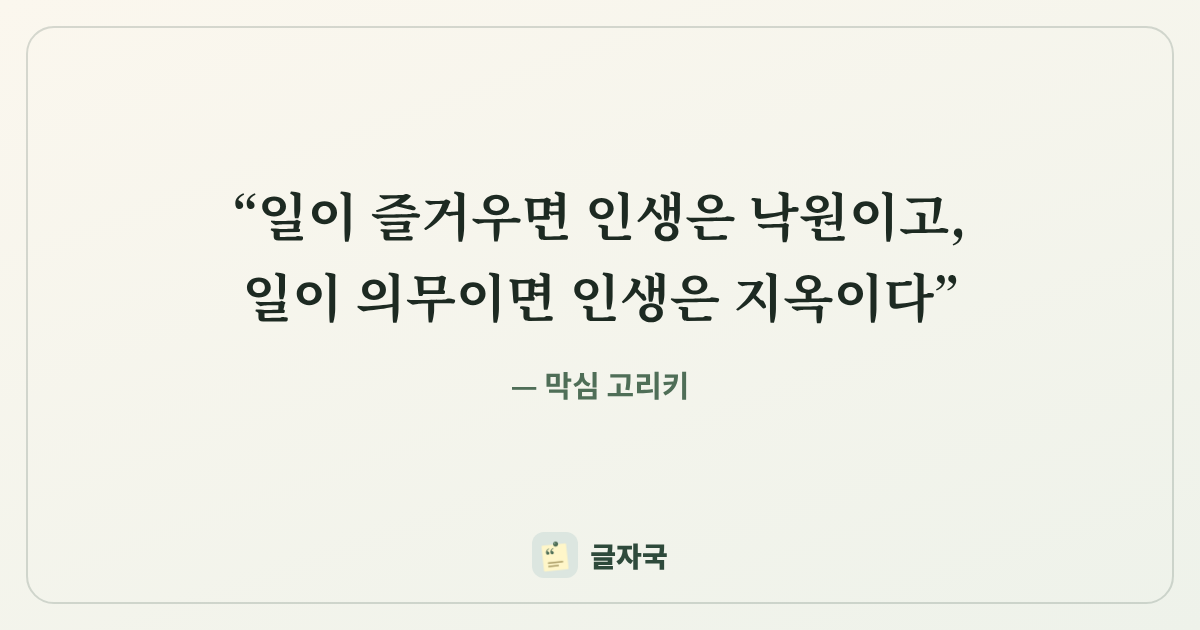 “일이 즐거우면 인생은 낙원이고,
일이 의무이면 인생은 지옥이다”
— 막심 고리키
글자국